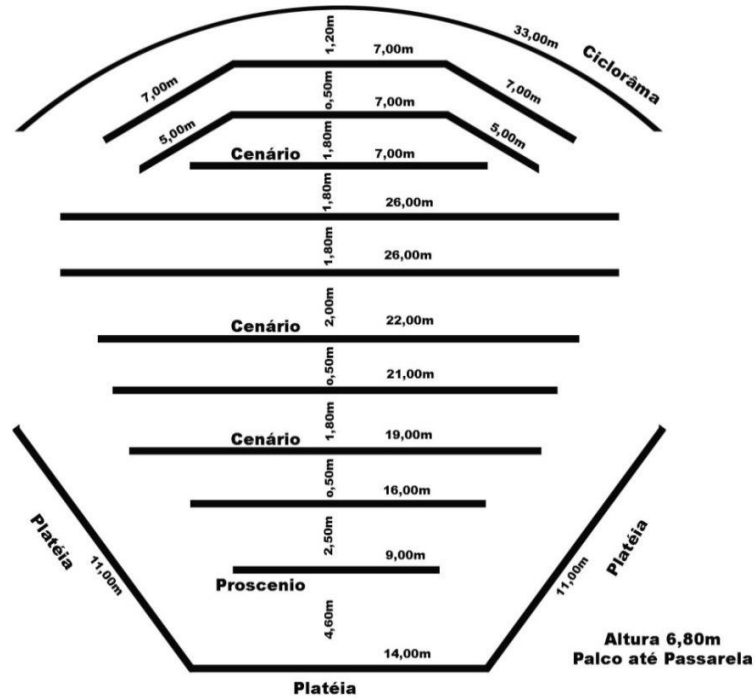 1,20m
33,00m
Ciclorâma
7,00m
7,00m
7,00m
o,50m
7,00m
5,00m
5,00m
1,80m
Cenário
7,00m
1,80m
26,00m
1,80m
26,00m
2,00m
Cenário
22,00m
o,50m
21,00m
1,80m
Cenário
19,00m
o,50m
16,00m
2,50m
Platéia
11,00m
Platéia
11,00m
9,00m
Proscenio
4,60m
Altura 6,80m
Palco até Passarela
14,00m
Platéia